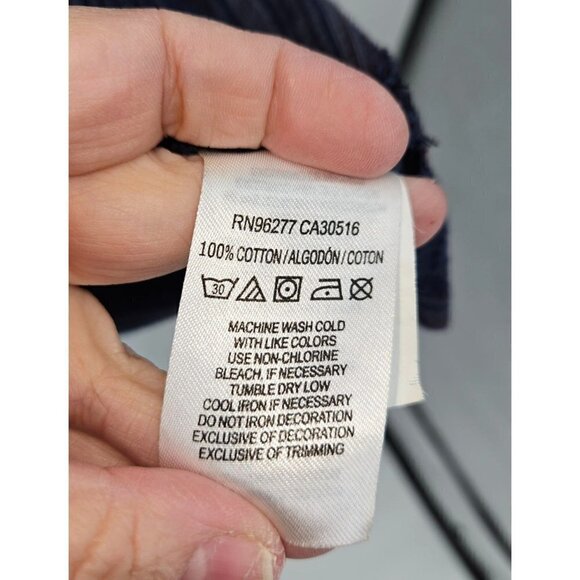 RN96277 CA30516
100% COTTON/ALGODÓN/COTON
30
MACHINE WASH COLD
WITH LIKE COLORS
USE NON-CHLORINE
BLEACH, IF NECESSARY
TUMBLE DRY LOW
COOL IRON IF NECESSARY
DO NOT IRON DECORATION
EXCLUSIVE OF DECORATION
EXCLUSIVE OF TRIMMING